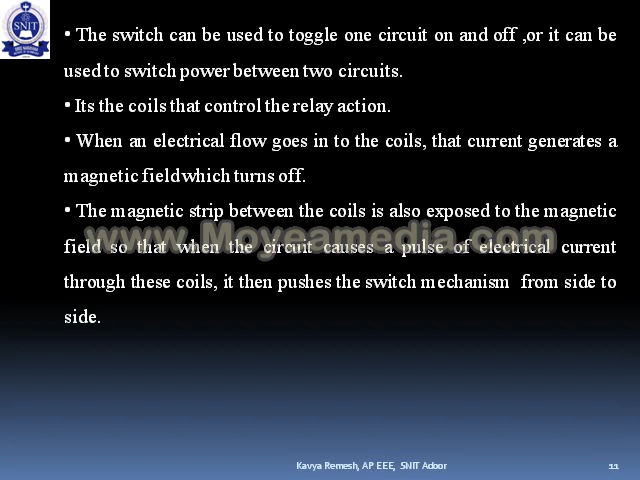 SNIT
• The switch can be used to toggle one circuit on and off ,or it can be
used to switch power between two circuits.
• Its the coils that control the relay action.
• When an electrical flow goes in to the coils, that current generates a
magnetic field which turns off.
• The magnetic strip between the coils is also exposed to the magnetic
field so that when the circuit causes a pulse of electrical current
through these coils, it then pushes the switch mechanism from side to
side.
www.Moyeamedia.com
Kavya Remesh, AP EEE, SNIT Adoor
11